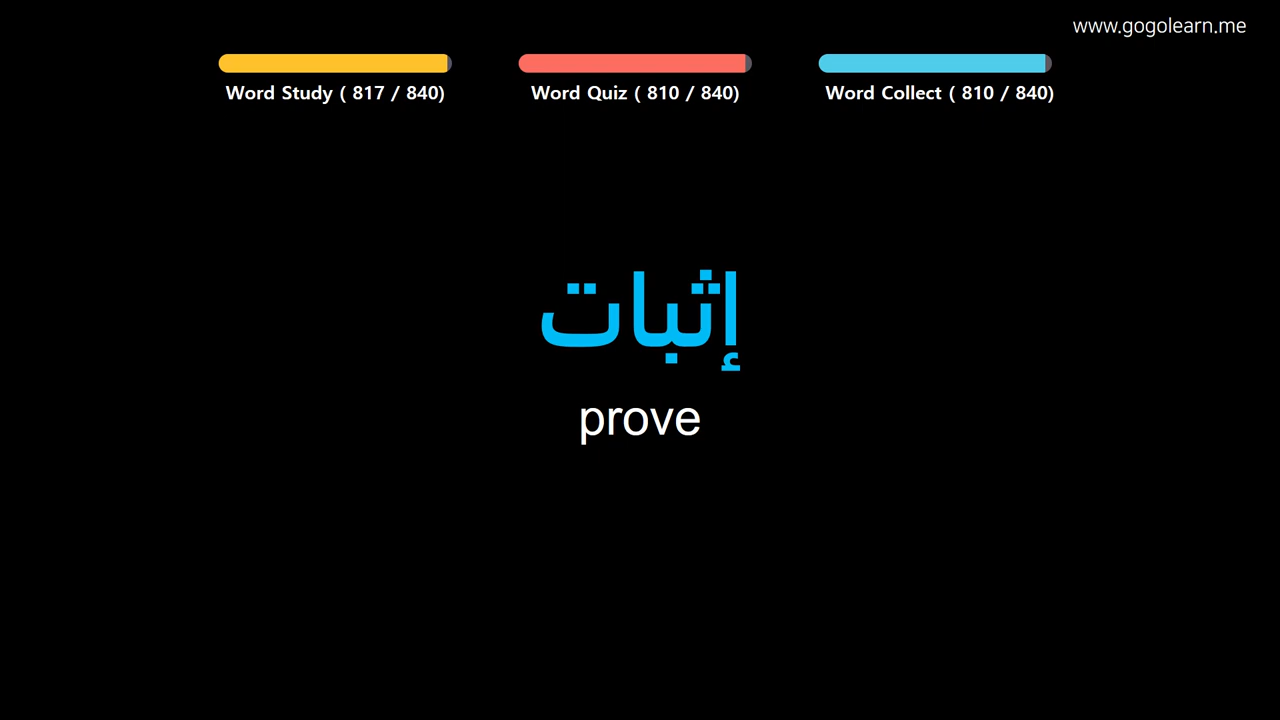 www.gogolearn.me
Word Study ( 817 / 840)
Word Quiz ( 810 / 840)
Word Collect ( 810 / 840)
إثبات
prove